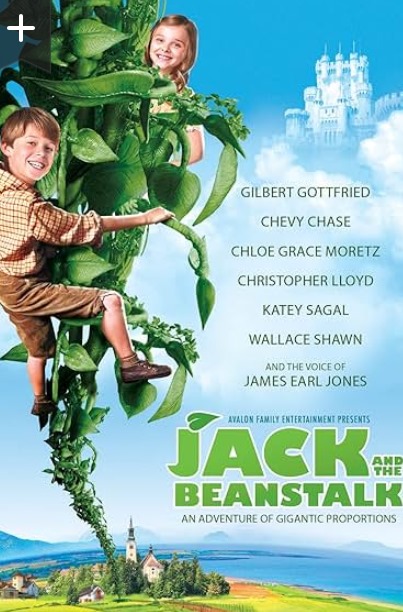 GILBERT GOTTFRIED
CHEVY CHASE
CHLOE GRACE MORETZ
CHRISTOPHER LLOYD
KATEY SAGAL
WALLACE SHAWN
AND THE VOICE OF
JAMES EARL JONES
AVALON FAMILY ENTERTAINMENT PRESENTS
JACK AND THE
BEANSTALK
AN ADVENTURE OF GIGANTIC PROPORTIONS